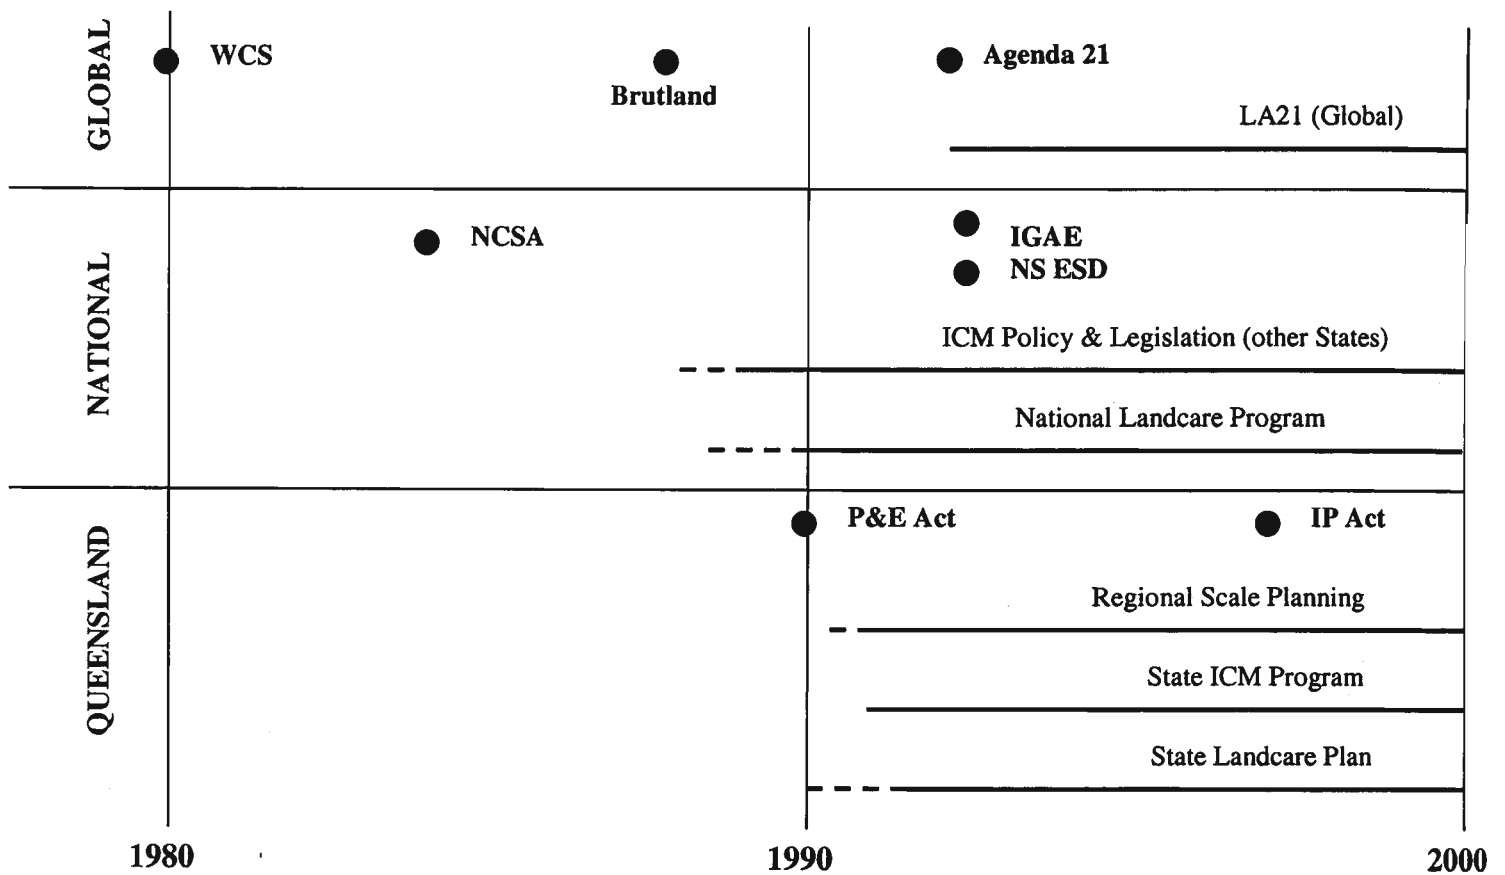 GLOBAL
WCS
Brutland
Agenda 21
LA21 (Global)
NATIONAL
NCSA
IGAE
NS ESD
ICM Policy & Legislation (other States)
National Landcare Program
QUEENSLAND
P&E Act
IP Act
Regional Scale Planning
State ICM Program
State Landcare Plan
1980
1990
2000